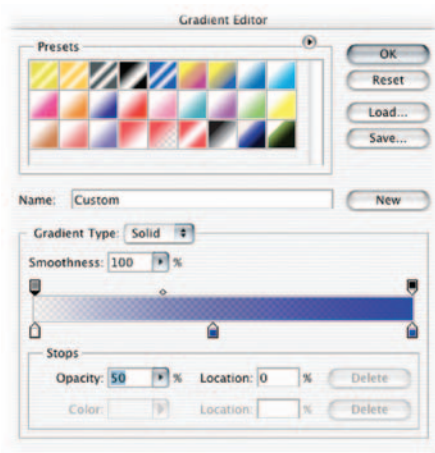 Gradient Editor
Presets
OK
Reset
Load...
Save...
Name: Custom
New
Gradient Type: Solid
Smoothness: 100 %
Stops
Opacity: 50 % Location: 0 % Delete
Color: Location: % Delete